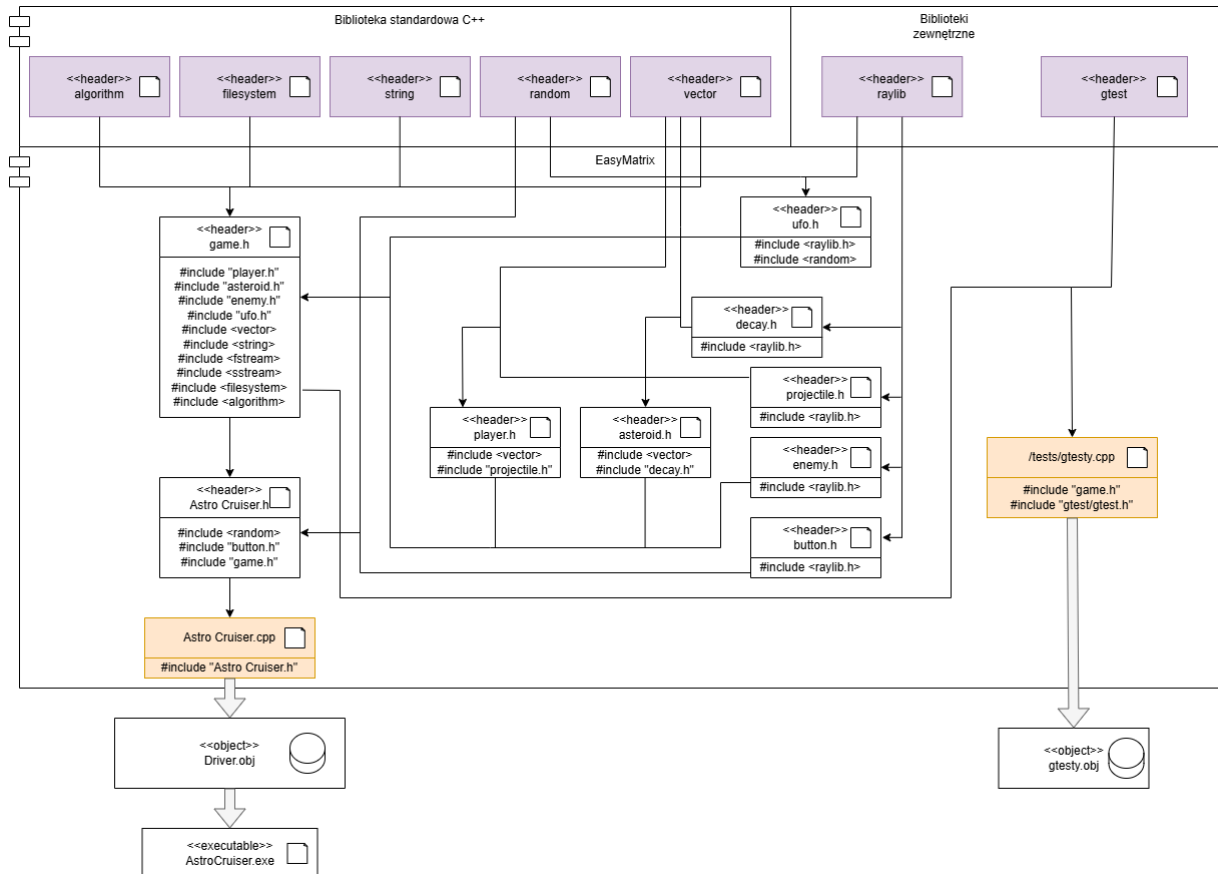 Biblioteka standardowa C++
Biblioteki
zewnętrzne
<<header>>
algorithm
<<header>>
filesystem
<<header>>
string
<<header>>
random
<<header>>
vector
<<header>>
raylib
<<header>>
gtest
EasyMatrix
<<header>>
game.h
#include "player.h"
#include "asteroid.h"
#include "enemy.h"
#include "ufo.h"
#include <vector>
#include <string>
#include <fstream>
#include <sstream>
#include <filesystem>
#include <algorithm>
<<header>>
ufo.h
#include <raylib.h>
#include <random>
<<header>>
decay.h
#include <raylib.h>
<<header>>
projectile.h
#include <raylib.h>
<<header>>
player.h
#include <vector>
#include "projectile.h"
<<header>>
asteroid.h
#include <vector>
#include "decay.h"
<<header>>
enemy.h
#include <raylib.h>
<<header>>
button.h
#include <raylib.h>
/tests/gtesty.cpp
#include "game.h"
#include "gtest/gtest.h"
<<header>>
Astro Cruiser.h
#include <random>
#include "button.h"
#include "game.h"
Astro Cruiser.cpp
#include "Astro Cruiser.h"
<<object>>
Driver.obj
<<object>>
gtesty.obj
<<executable>>
AstroCruiser.exe